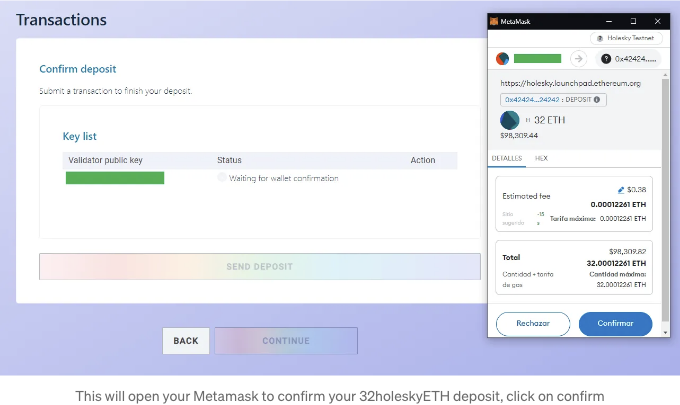 Transactions
Confirm deposit
Submit a transaction to finish your deposit.
Key list
Validator public key Status Action
Waiting for wallet confirmation
SEND DEPOSIT
BACK CONTINUE
MetaMask
Holesky Testnet
0x42424...
https://holesky.launchpad.ethereum.org
0x42424...24242 : DEPOSIT
32 ETH
$98,309.44
DETALLES HEX
Estimated fee $0.38
0.00012261 ETH
Tarifa máxima: 0.00012261 ETH
$98,309.82
Total 32.00012261 ETH
Cantidad + tarifa de gas
Cantidad máxima:
32.00012261 ETH
Rechazar Confirmar
This will open your Metamask to confirm your 32holeskyETH deposit, click on confirm